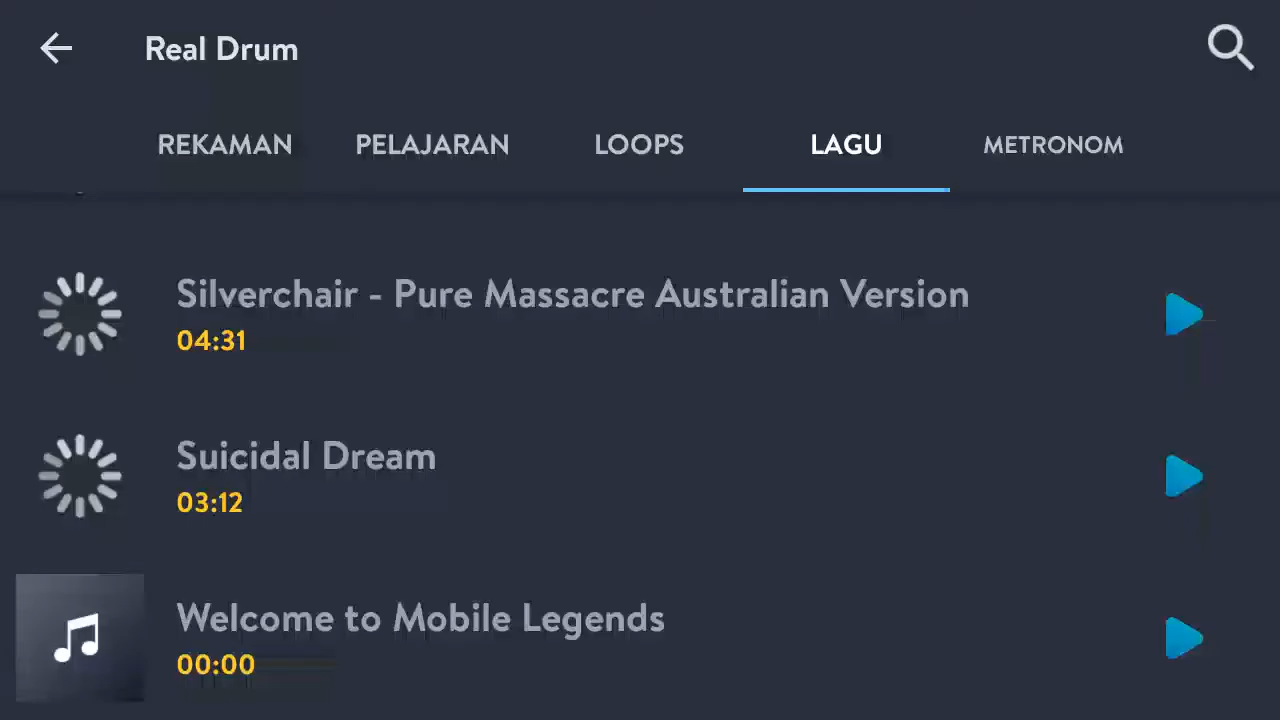 Real Drum
REKAMAN PELAJARAN LOOPS LAGU METRONOM
Silverchair - Pure Massacre Australian Version
04:31
Suicidal Dream
03:12
Welcome to Mobile Legends
00:00